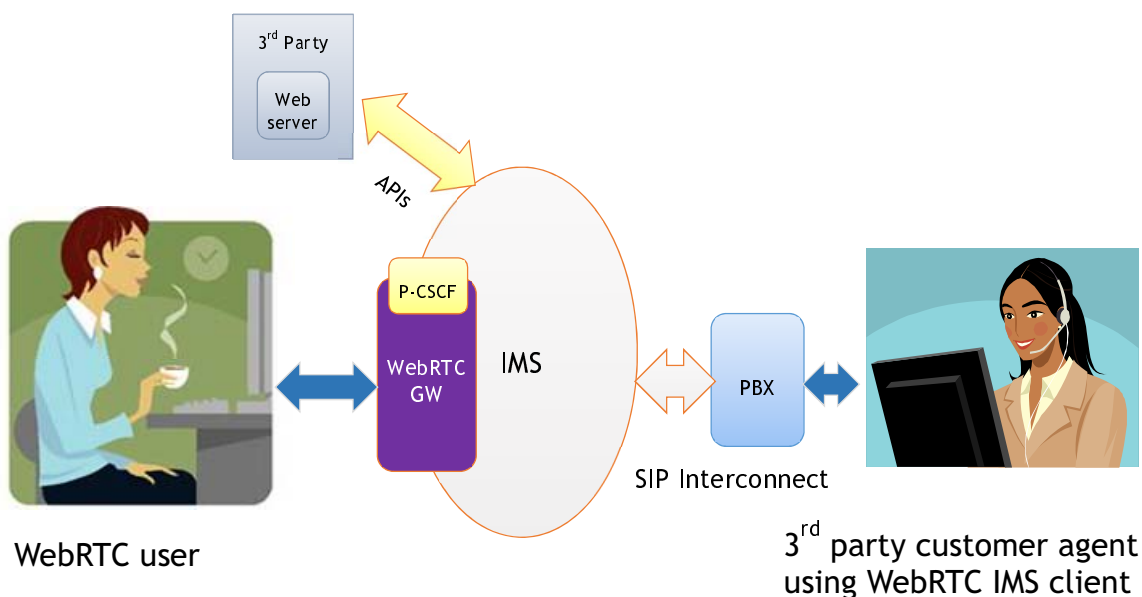 3rd Party
Web
server
APIs
P-CSCF
WebRTC
GW
IMS
PBX
SIP Interconnect
WebRTC user
3rd party customer agent
using WebRTC IMS client